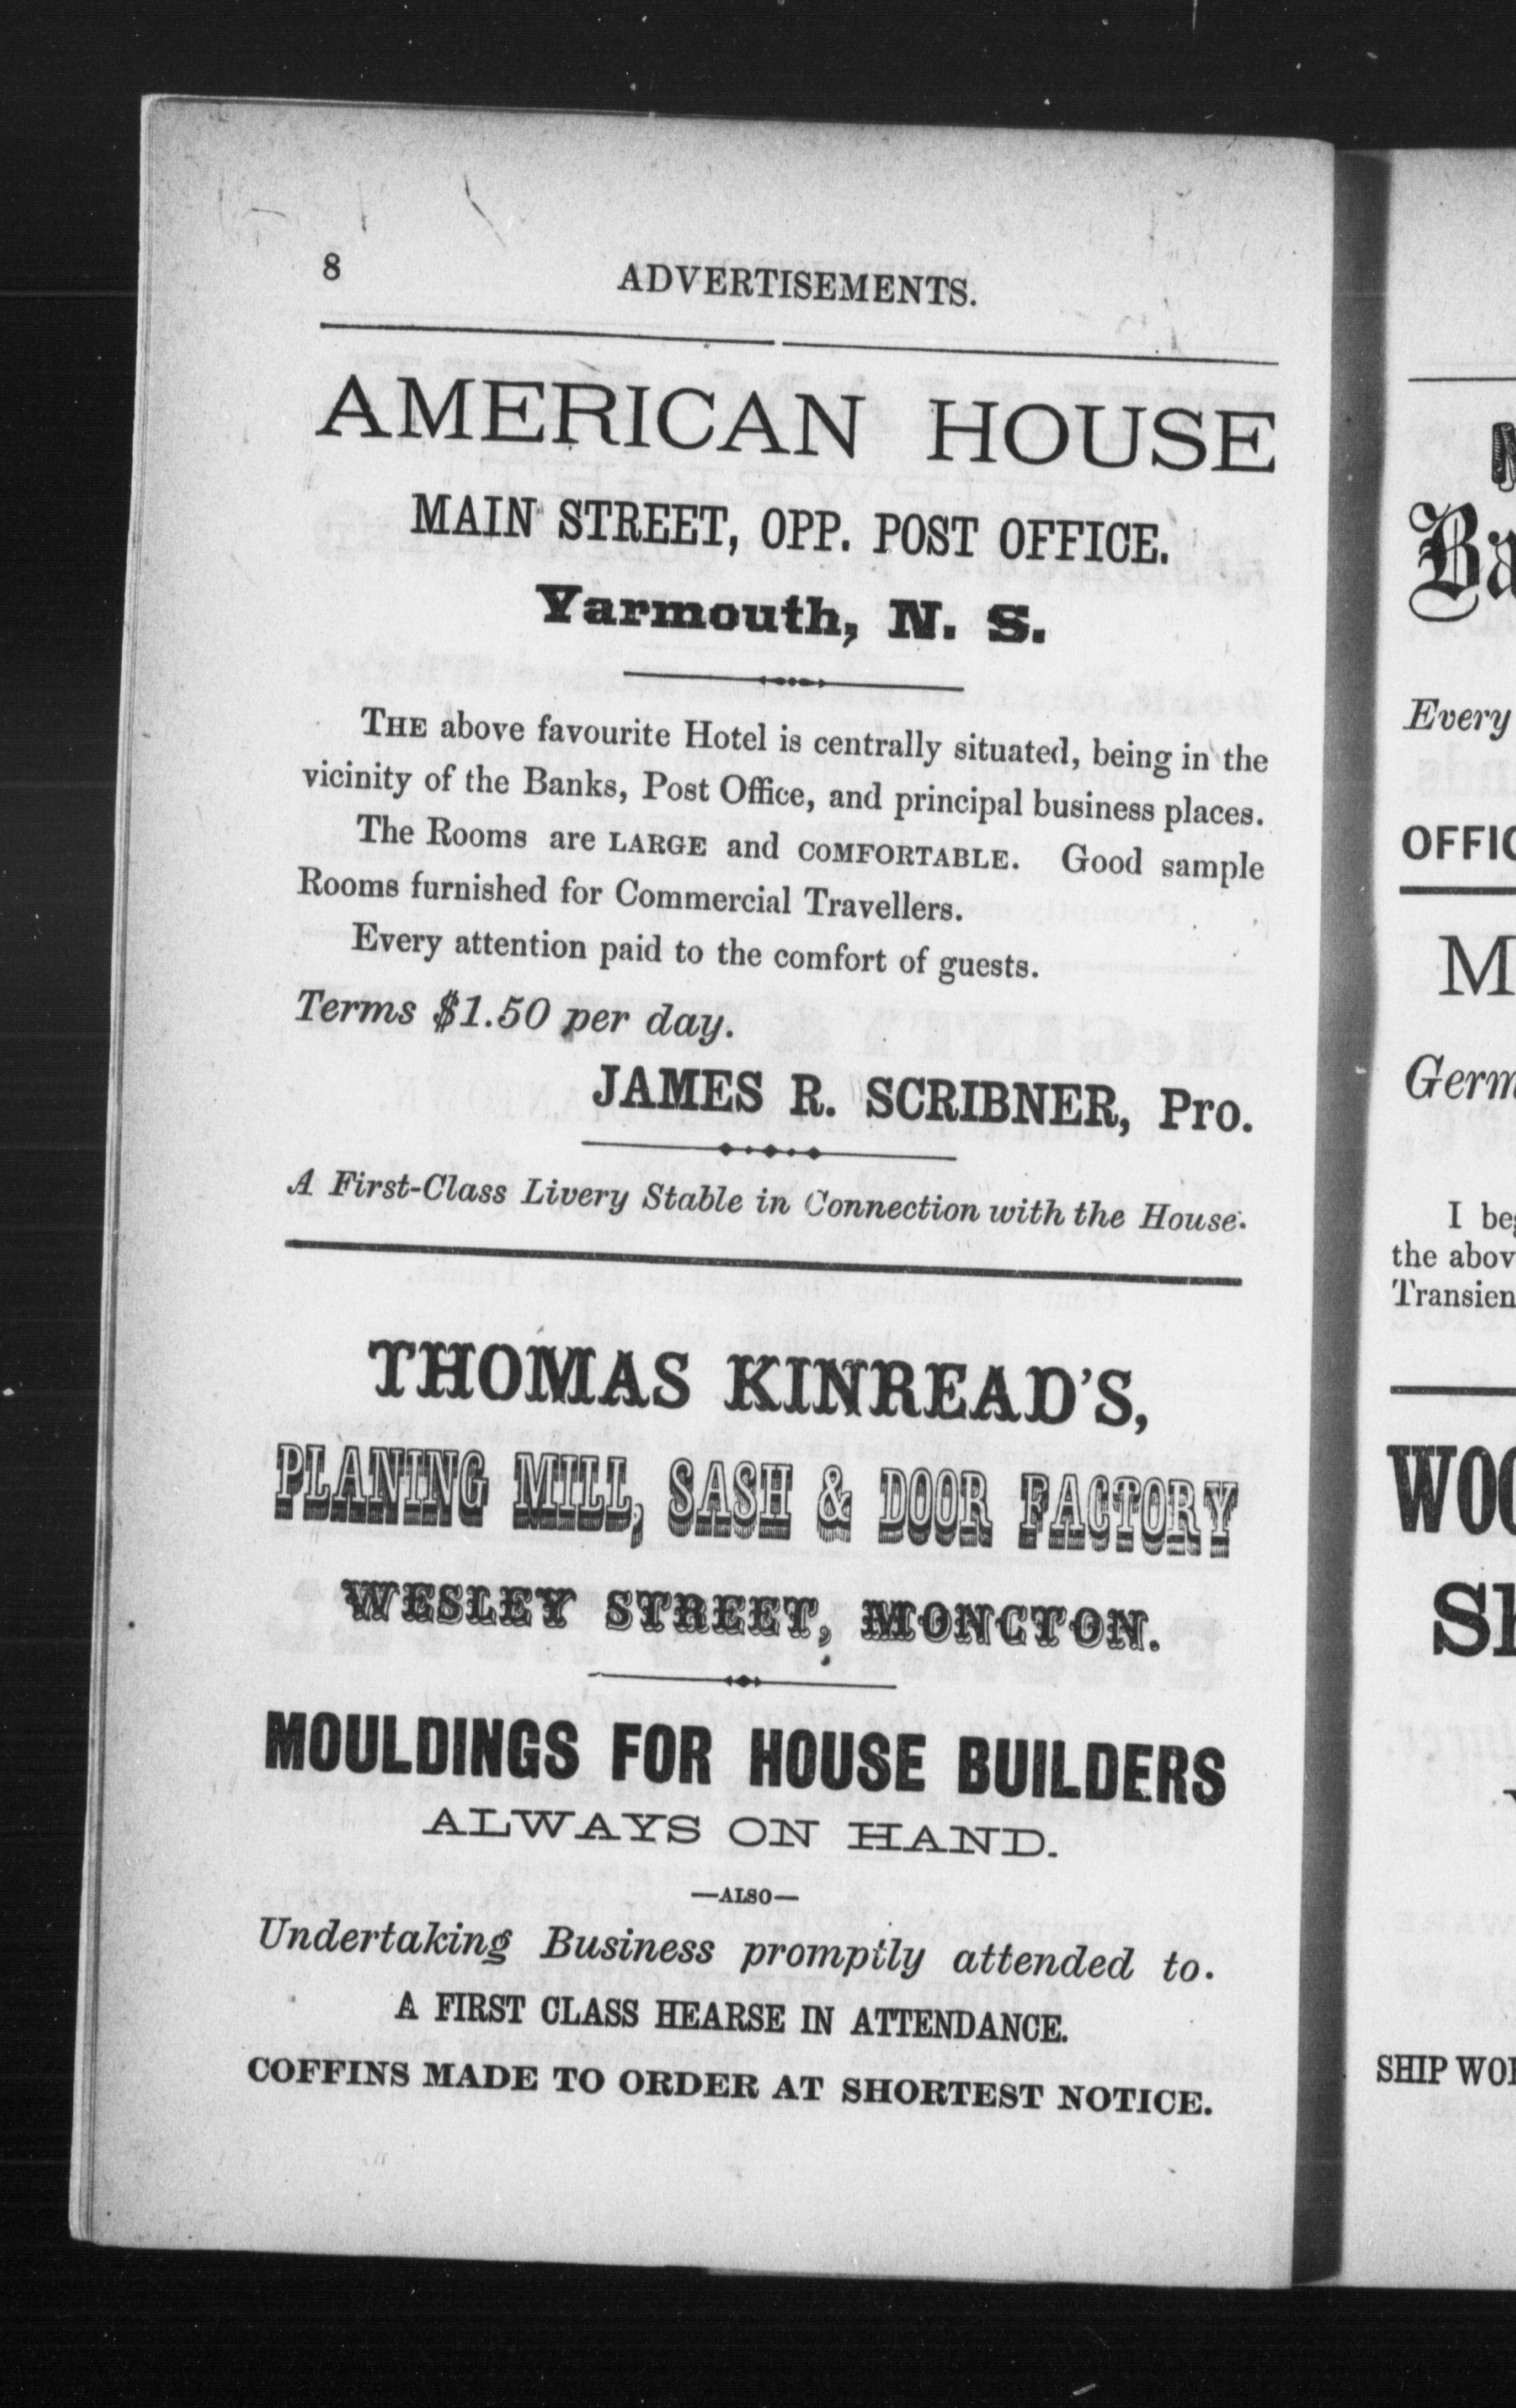 8 ADVERTISEMENTS.
AMERICAN HOUSE
MAIN STREET, OPP. POST OFFICE.
Yarmouth, N. S.
THE above favourite Hotel is centrally situated, being in the
vicinity of the Banks, Post Office, and principal business places.
The Rooms are LARGE and COMFORTABLE. Good sample
Rooms furnished for Commercial Travellers.
Every attention paid to the comfort of guests.
Terms $1.50 per day.
JAMES R. SCRIBNER, Pro.
A First-Class Livery Stable in Connection with the House.
THOMAS KINREAD'S,
PLANING MILL, SASH & DOOR FACTORY
WESLEY STREET, MONCTON.
MOULDINGS FOR HOUSE BUILDERS
ALWAYS ON HAND.
—ALSO—
Undertaking Business promptly attended to.
A FIRST CLASS HEARSE IN ATTENDANCE.
COFFINS MADE TO ORDER AT SHORTEST NOTICE.
Every
I
the
SHIP